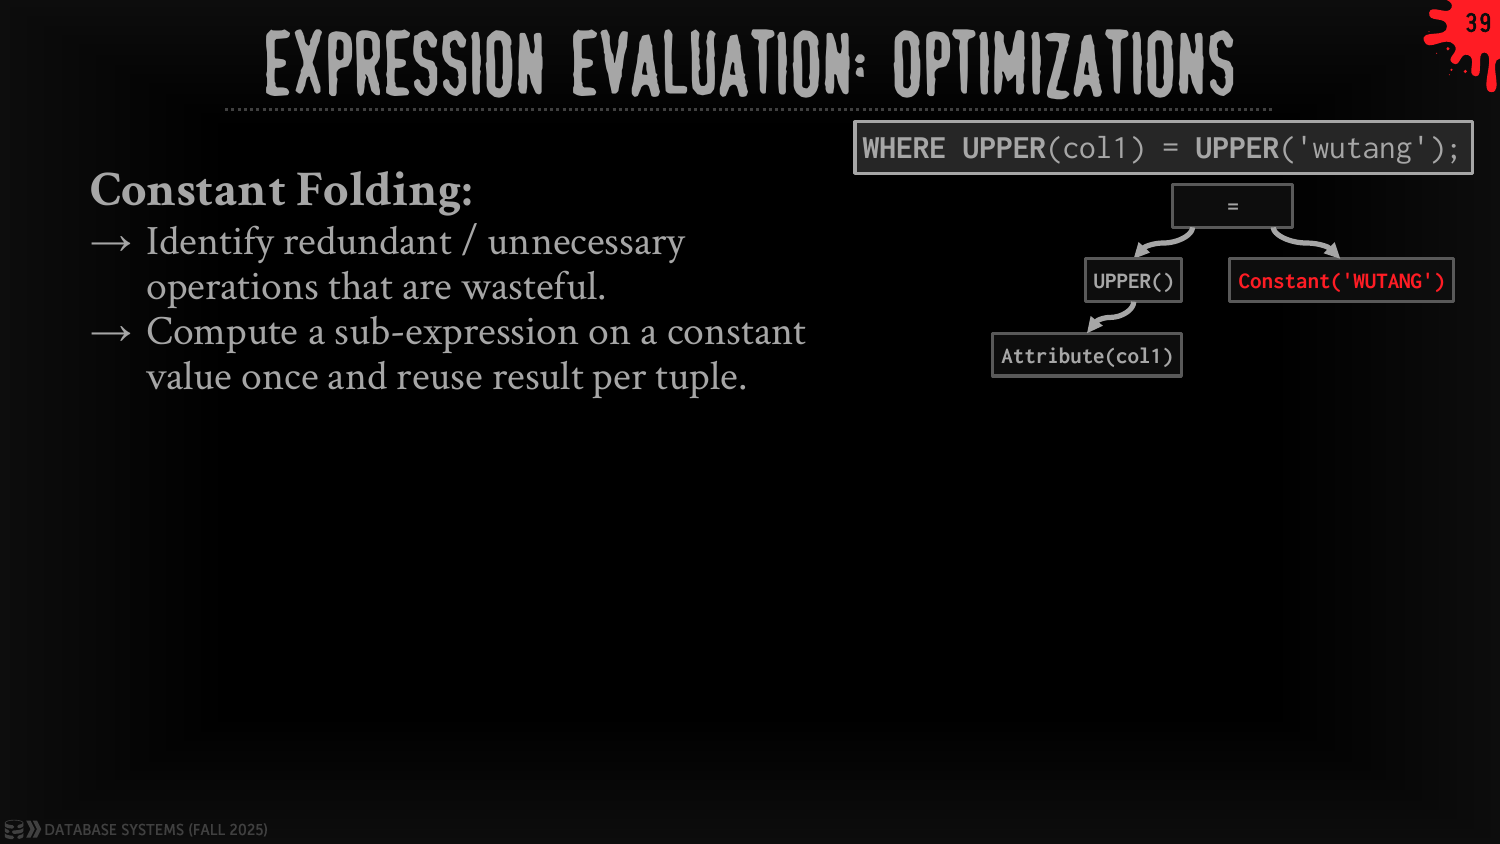 EXPRESSION EVALUATION: OPTIMIZATIONS
39
WHERE UPPER(col1) = UPPER('wutang');
Constant Folding:
→ Identify redundant / unnecessary
operations that are wasteful.
→ Compute a sub-expression on a constant
value once and reuse result per tuple.
=
UPPER()
Constant('WUTANG')
Attribute(col1)
DATABASE SYSTEMS (FALL 2025)